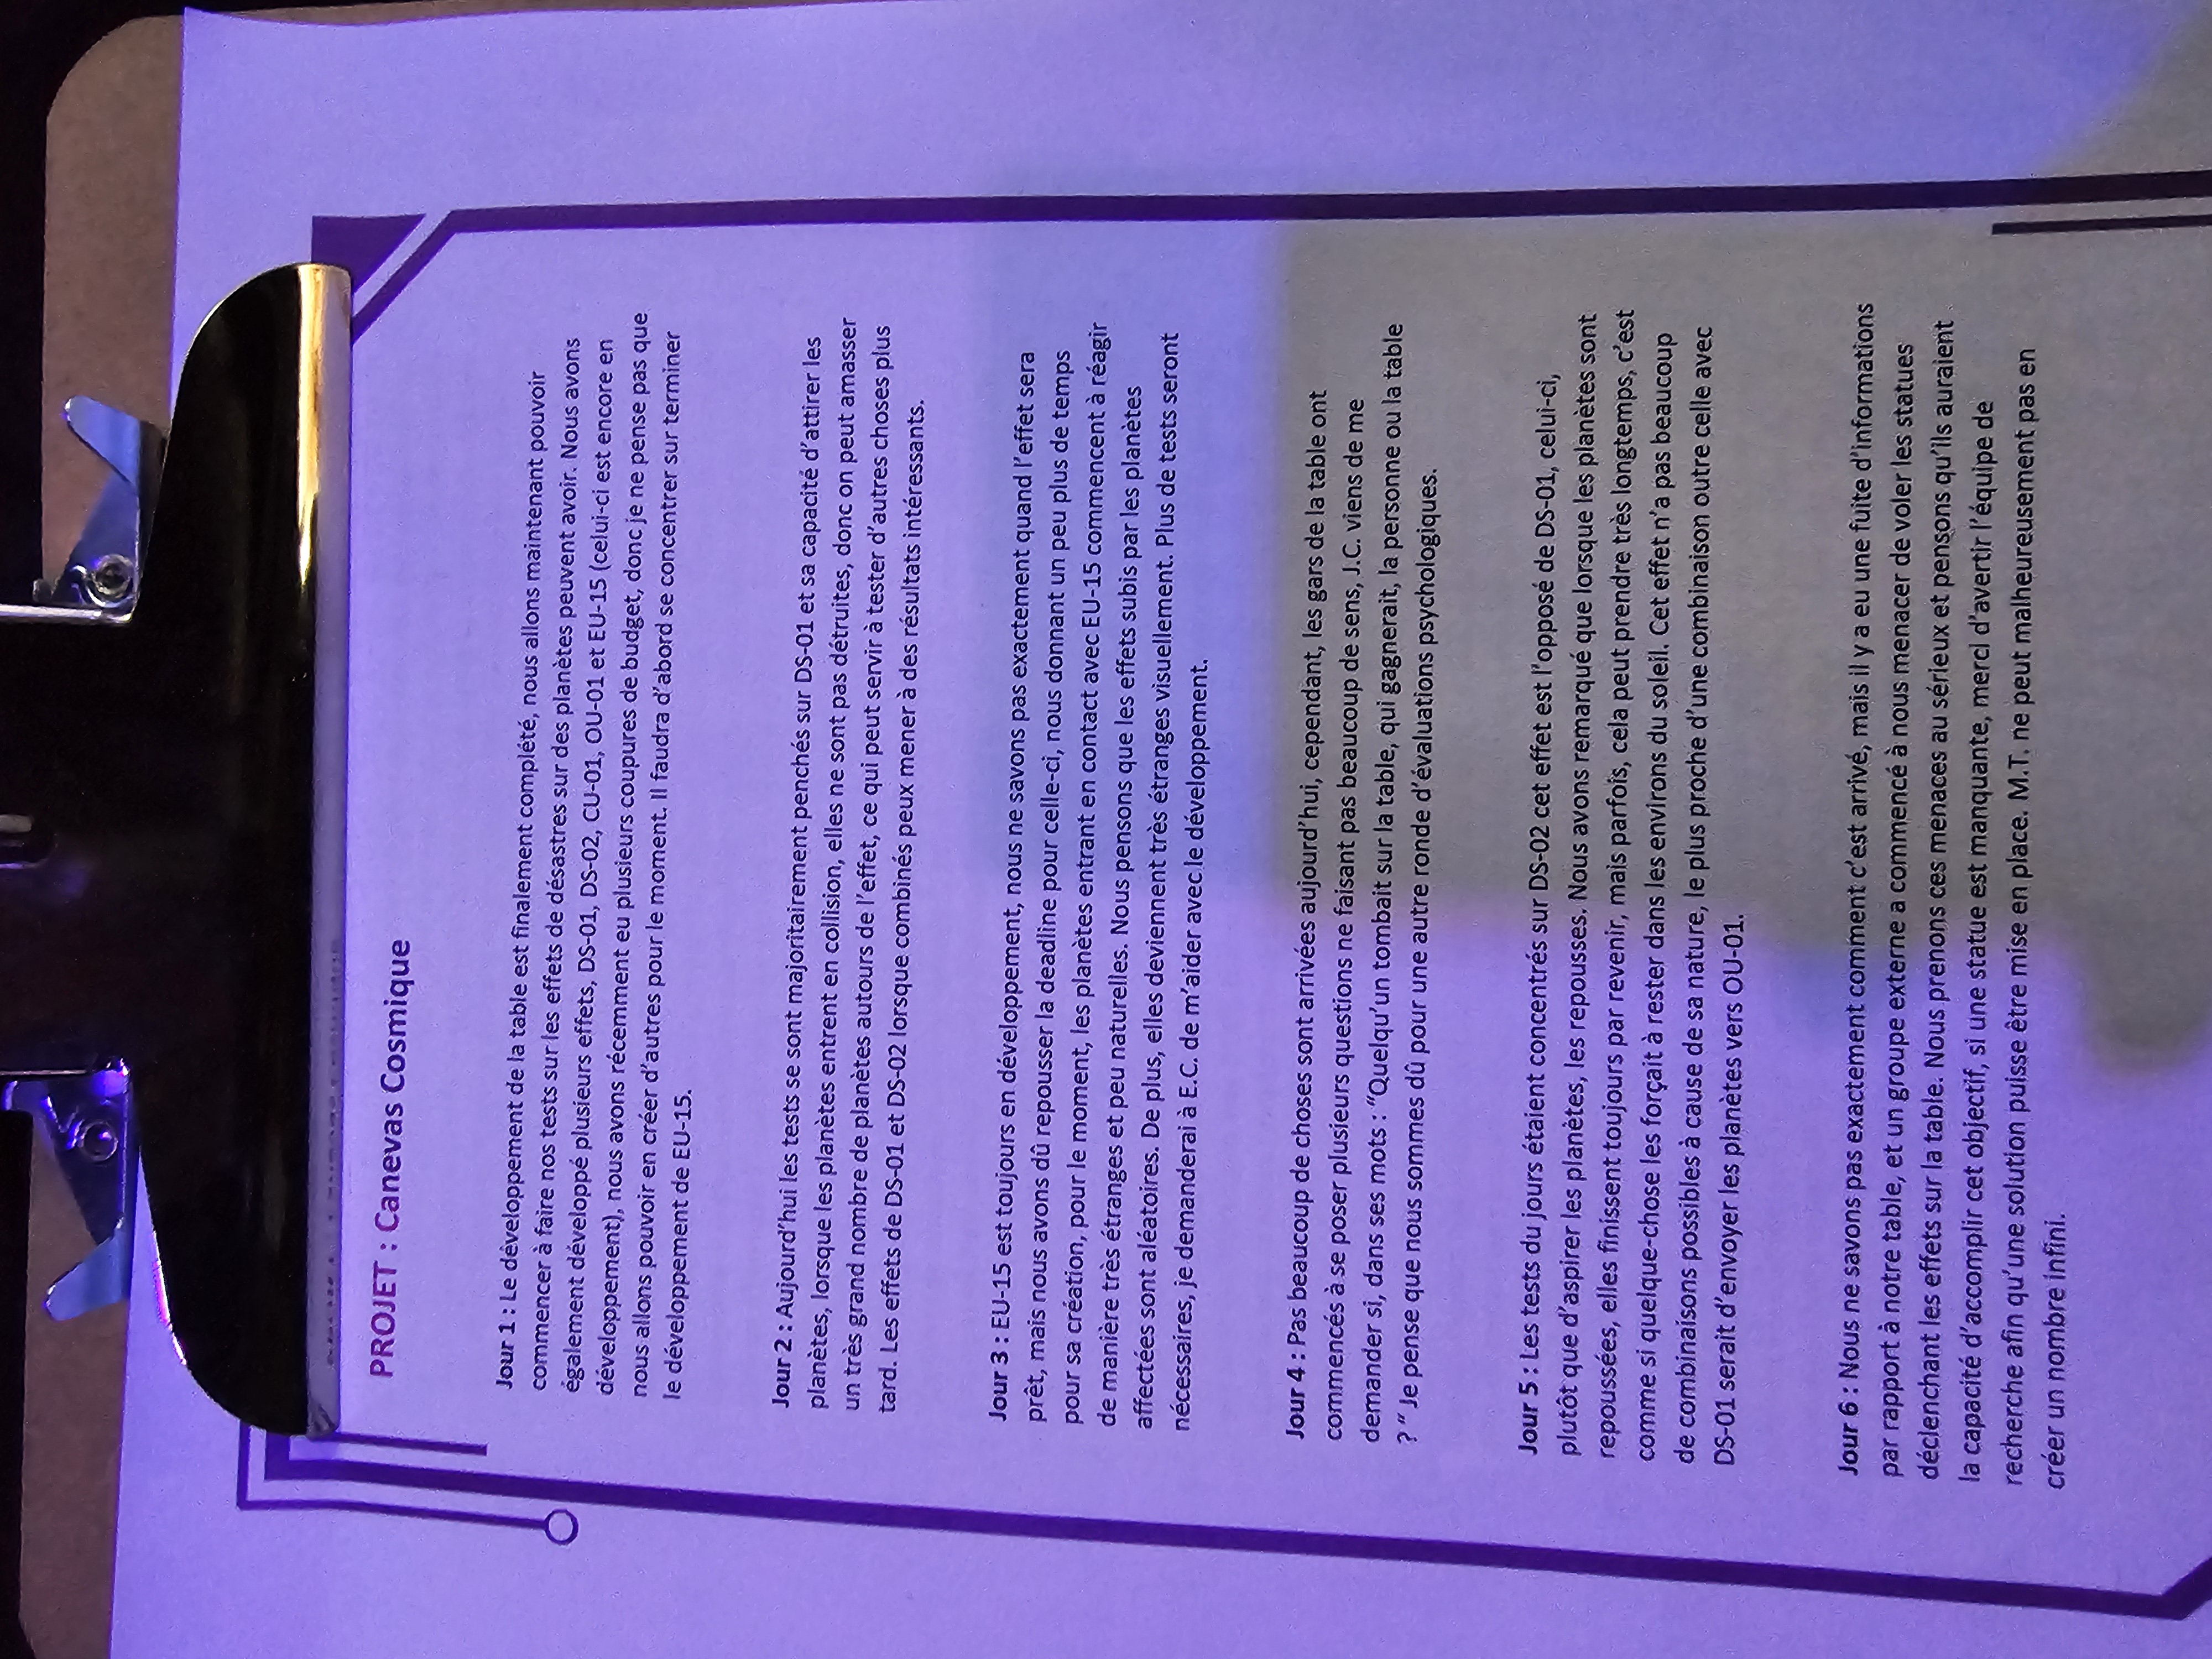 PROJET : Canevas Cosmique
Jour 1 : Le développement de la table est finalement complété, nous allons maintenant pouvoir
commencer à faire nos tests sur les effets de désastres sur des planètes peuvent avoir. Nous avons
également développé plusieurs effets, DS-01, DS-02, CU-01, OU-01 et EU-15 (celui-ci est encore en
développement), nous avons récemment eu plusieurs coupures de budget, donc je ne pense pas que
nous allons pouvoir en créer d'autres pour le moment. Il faudra d'abord se concentrer sur terminer
le développement de EU-15.
Jour 2 : Aujourd'hui les tests se sont majoritairement penchés sur DS-01 et sa capacité d'attirer les
planètes, lorsque les planètes entrent en collision, elles ne sont pas détruites, donc on peut amasser
un très grand nombre de planètes autours de l'effet, ce qui peut servir à tester d'autres choses plus
tard. Les effets de DS-01 et DS-02 lorsque combinés peux mener à des résultats intéressants.
Jour 3 : EU-15 est toujours en développement, nous ne savons pas exactement quand l'effet sera
prêt, mais nous avons dû repousser la deadline pour celle-ci, nous donnant un peu plus de temps
pour sa création, pour le moment, les planètes entrant en contact avec EU-15 commencent à réagir
de manière très étranges et peu naturelles. Nous pensons que les effets subis par les planètes
affectées sont aléatoires. De plus, elles deviennent très étranges visuellement. Plus de tests seront
nécessaires, je demanderai à E.C. de m'aider avec le développement.
Jour 4 : Pas beaucoup de choses sont arrivées aujourd'hui, cependant, les gars de la table ont
commencés à se poser plusieurs questions ne faisant pas beaucoup de sens, J.C. viens de me
demander si, dans ses mots : “Quelqu'un tombait sur la table, qui gagnerait, la personne ou la table
? “ Je pense que nous sommes dû pour une autre ronde d'évaluations psychologiques.
Jour 5 : Les tests du jours étaient concentrés sur DS-02 cet effet est l'opposé de DS-01, celui-ci,
plutôt que d'aspirer les planètes, les repousses. Nous avons remarqué que lorsque les planètes sont
repoussées, elles finissent toujours par revenir, mais parfois, cela peut prendre très longtemps, c'est
comme si quelque-chose les forçait à rester dans les environs du soleil. Cet effet n'a pas beaucoup
de combinaisons possibles à cause de sa nature, le plus proche d'une combinaison outre celle avec
DS-01 serait d'envoyer les planètes vers OU-01.
Jour 6 : Nous ne savons pas exactement comment c'est arrivé, mais il y a eu une fuite d'informations
par rapport à notre table, et un groupe externe a commencé à nous menacer de voler les statues
déclenchant les effets sur la table. Nous prenons ces menaces au sérieux et pensons qu'ils auraient
la capacité d'accomplir cet objectif, si une statue est manquante, merci d'avertir l'équipe de
recherche afin qu'une solution puisse être mise en place. M.T. ne peut malheureusement pas en
créer un nombre infini.